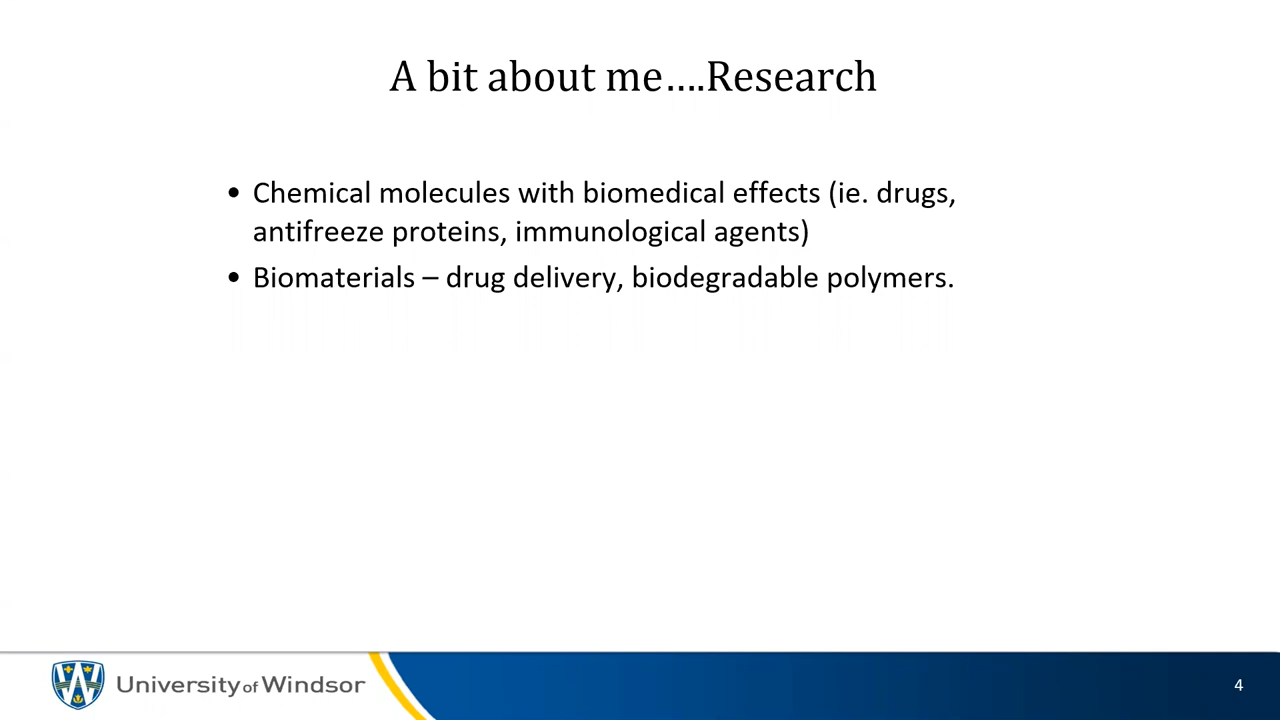 A bit about me....Research
• Chemical molecules with biomedical effects (ie. drugs,
antifreeze proteins, immunological agents)
• Biomaterials – drug delivery, biodegradable polymers.
University of Windsor
4